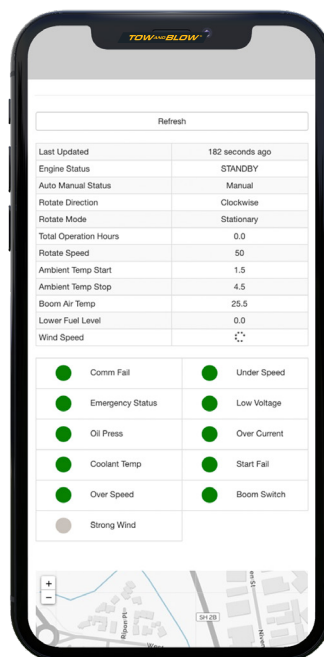 TOW AND BLOW
Refresh
Last Updated 182 seconds ago
Engine Status STANDBY
Auto Manual Status Manual
Rotate Direction Clockwise
Rotate Mode Stationary
Total Operation Hours 0.0
Rotate Speed 50
Ambient Temp Start 1.5
Ambient Temp Stop 4.5
Boom Air Temp 25.5
Lower Fuel Level 0.0
Wind Speed
Comm Fail Under Speed
Emergency Status Low Voltage
Oil Press Over Current
Coolant Temp Start Fail
Over Speed Boom Switch
Strong Wind
+
−
Ripon Pl
SH 2B